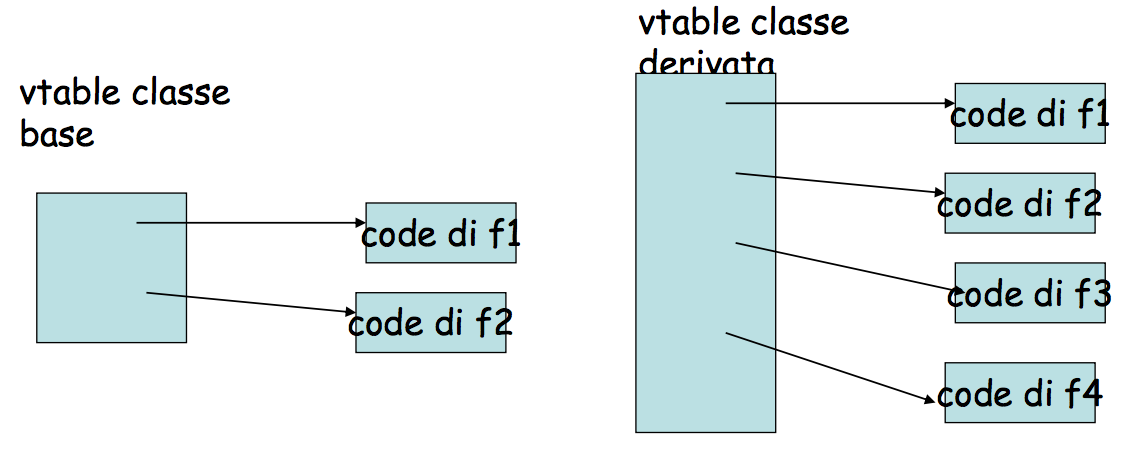 vtable classe
base
code di f1
code di f2
vtable classe
derivata
code di f1
code di f2
code di f3
code di f4